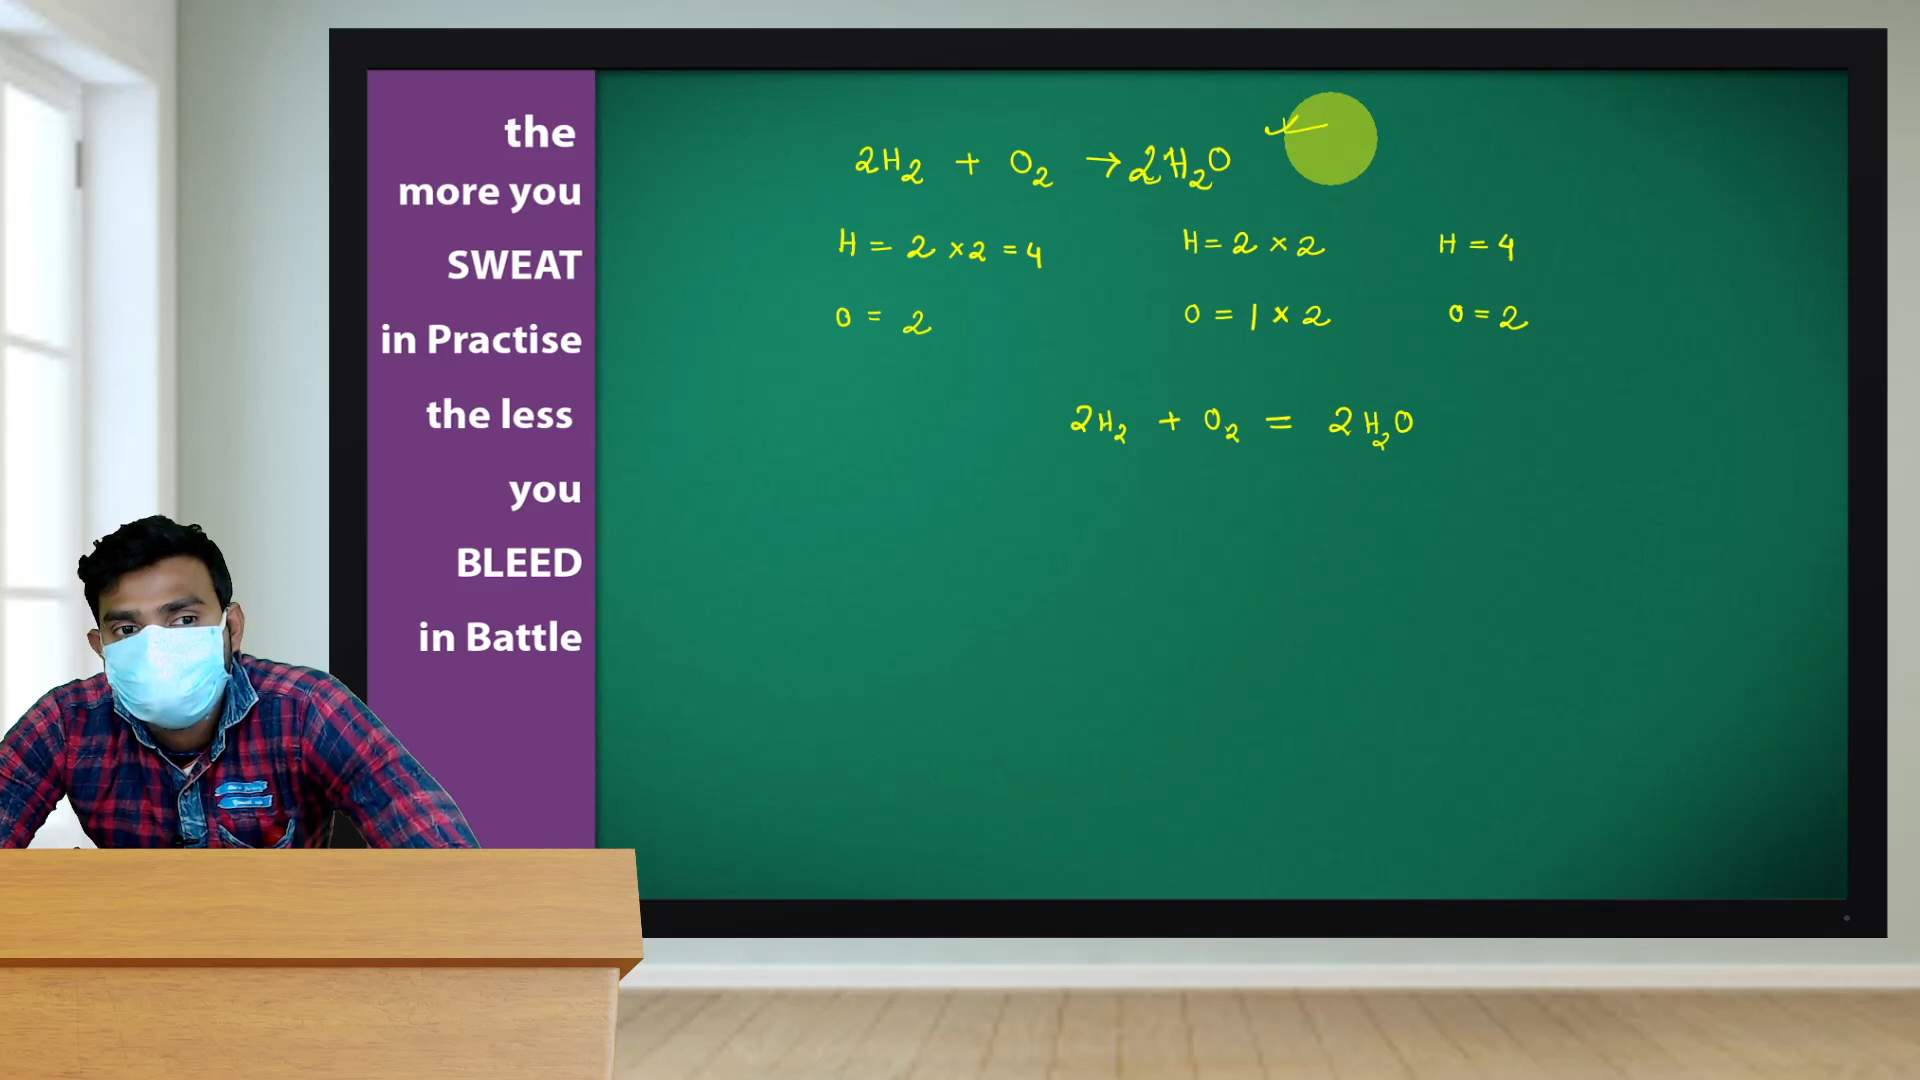 the
more you
SWEAT
in Practise
the less
you
BLEED
in Battle
2H₂ + O₂ → 2H₂O
H = 2 × 2 = 4 H = 2 × 2 H = 4
O = 2 O = 1 × 2 O = 2
2H₂ + O₂ = 2H₂O